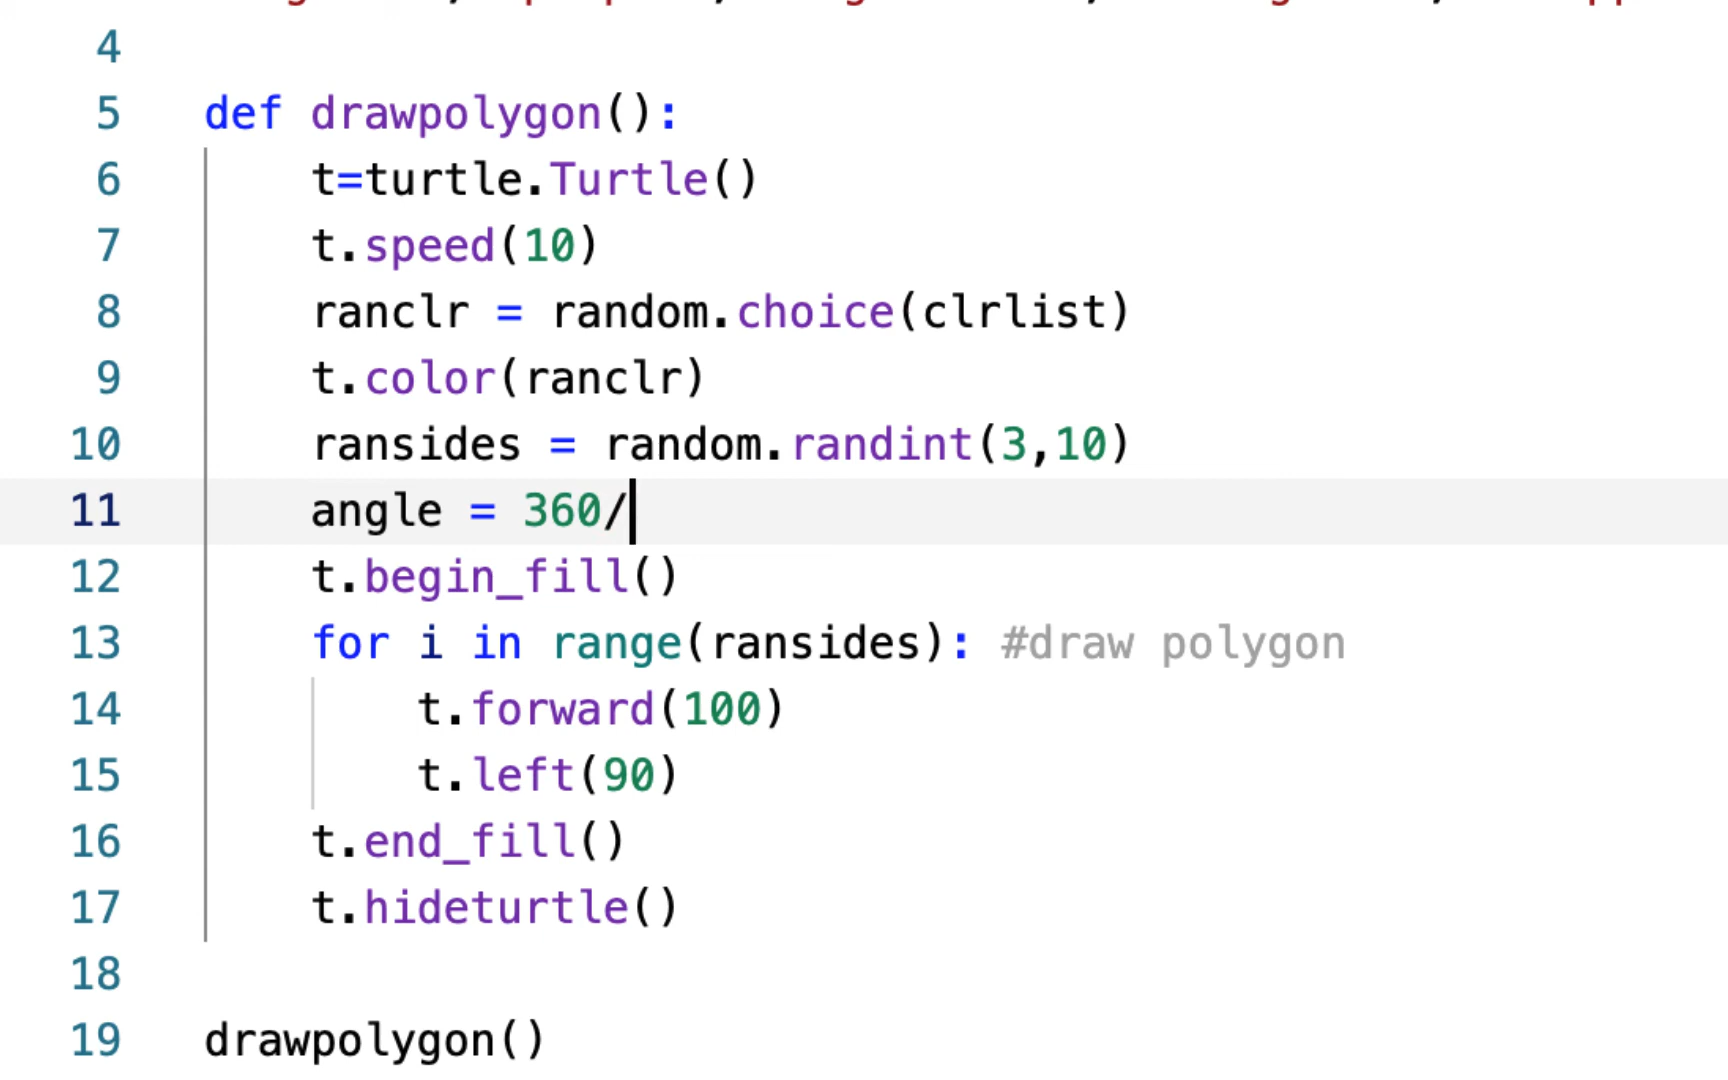 4
5 def drawpolygon():
6     t=turtle.Turtle()
7     t.speed(10)
8     ranclr = random.choice(clrlist)
9     t.color(ranclr)
10     ransides = random.randint(3,10)
11     angle = 360/
12     t.begin_fill()
13     for i in range(ransides): #draw polygon
14         t.forward(100)
15         t.left(90)
16     t.end_fill()
17     t.hideturtle()
18
19 drawpolygon()